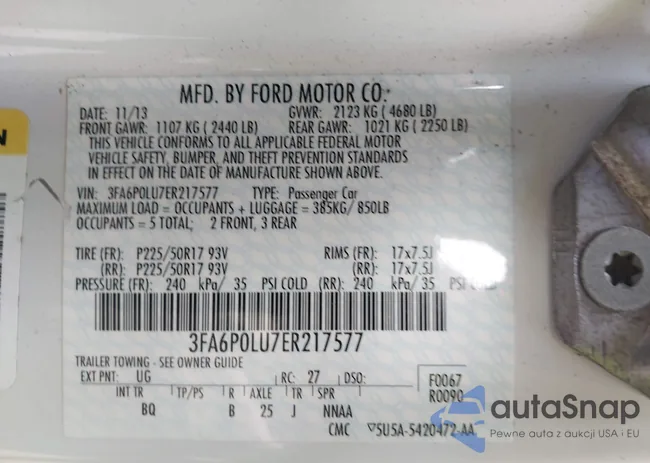 MFD. BY FORD MOTOR CO.:
DATE: 11/13 GVWR: 2123 KG ( 4680 LB)
FRONT GAWR: 1107 KG ( 2440 LB) REAR GAWR: 1021 KG ( 2250 LB)
THIS VEHICLE CONFORMS TO ALL APPLICABLE FEDERAL MOTOR
VEHICLE SAFETY, BUMPER, AND THEFT PREVENTION STANDARDS
IN EFFECT ON THE DATE OF MANUFACTURE SHOWN ABOVE.
VIN: 3FA6P0LU7ER217577 TYPE: Passenger Car
MAXIMUM LOAD = OCCUPANTS + LUGGAGE = 385KG/ 850LB
OCCUPANTS = 5 TOTAL; 2 FRONT, 3 REAR
TIRE (FR): P225/50R17 93V RIMS (FR): 17x7.5J
(RR): P225/50R17 93V (RR): 17x7.5J
PRESSURE (FR): 240 kPa/ 35 PSI COLD (RR): 240 kPa/ 35 PSI COLD
3FA6P0LU7ER217577
TRAILER TOWING - SEE OWNER GUIDE
EXT PNT: UG RC: 27 DSO: F0067
INT TR TP/PS R AXLE TR SPR R0090
BQ B 25 J NNAA
CMC 5U5A-5420472-AA
N
autoSnap
Pewne auta z aukcji USA i EU